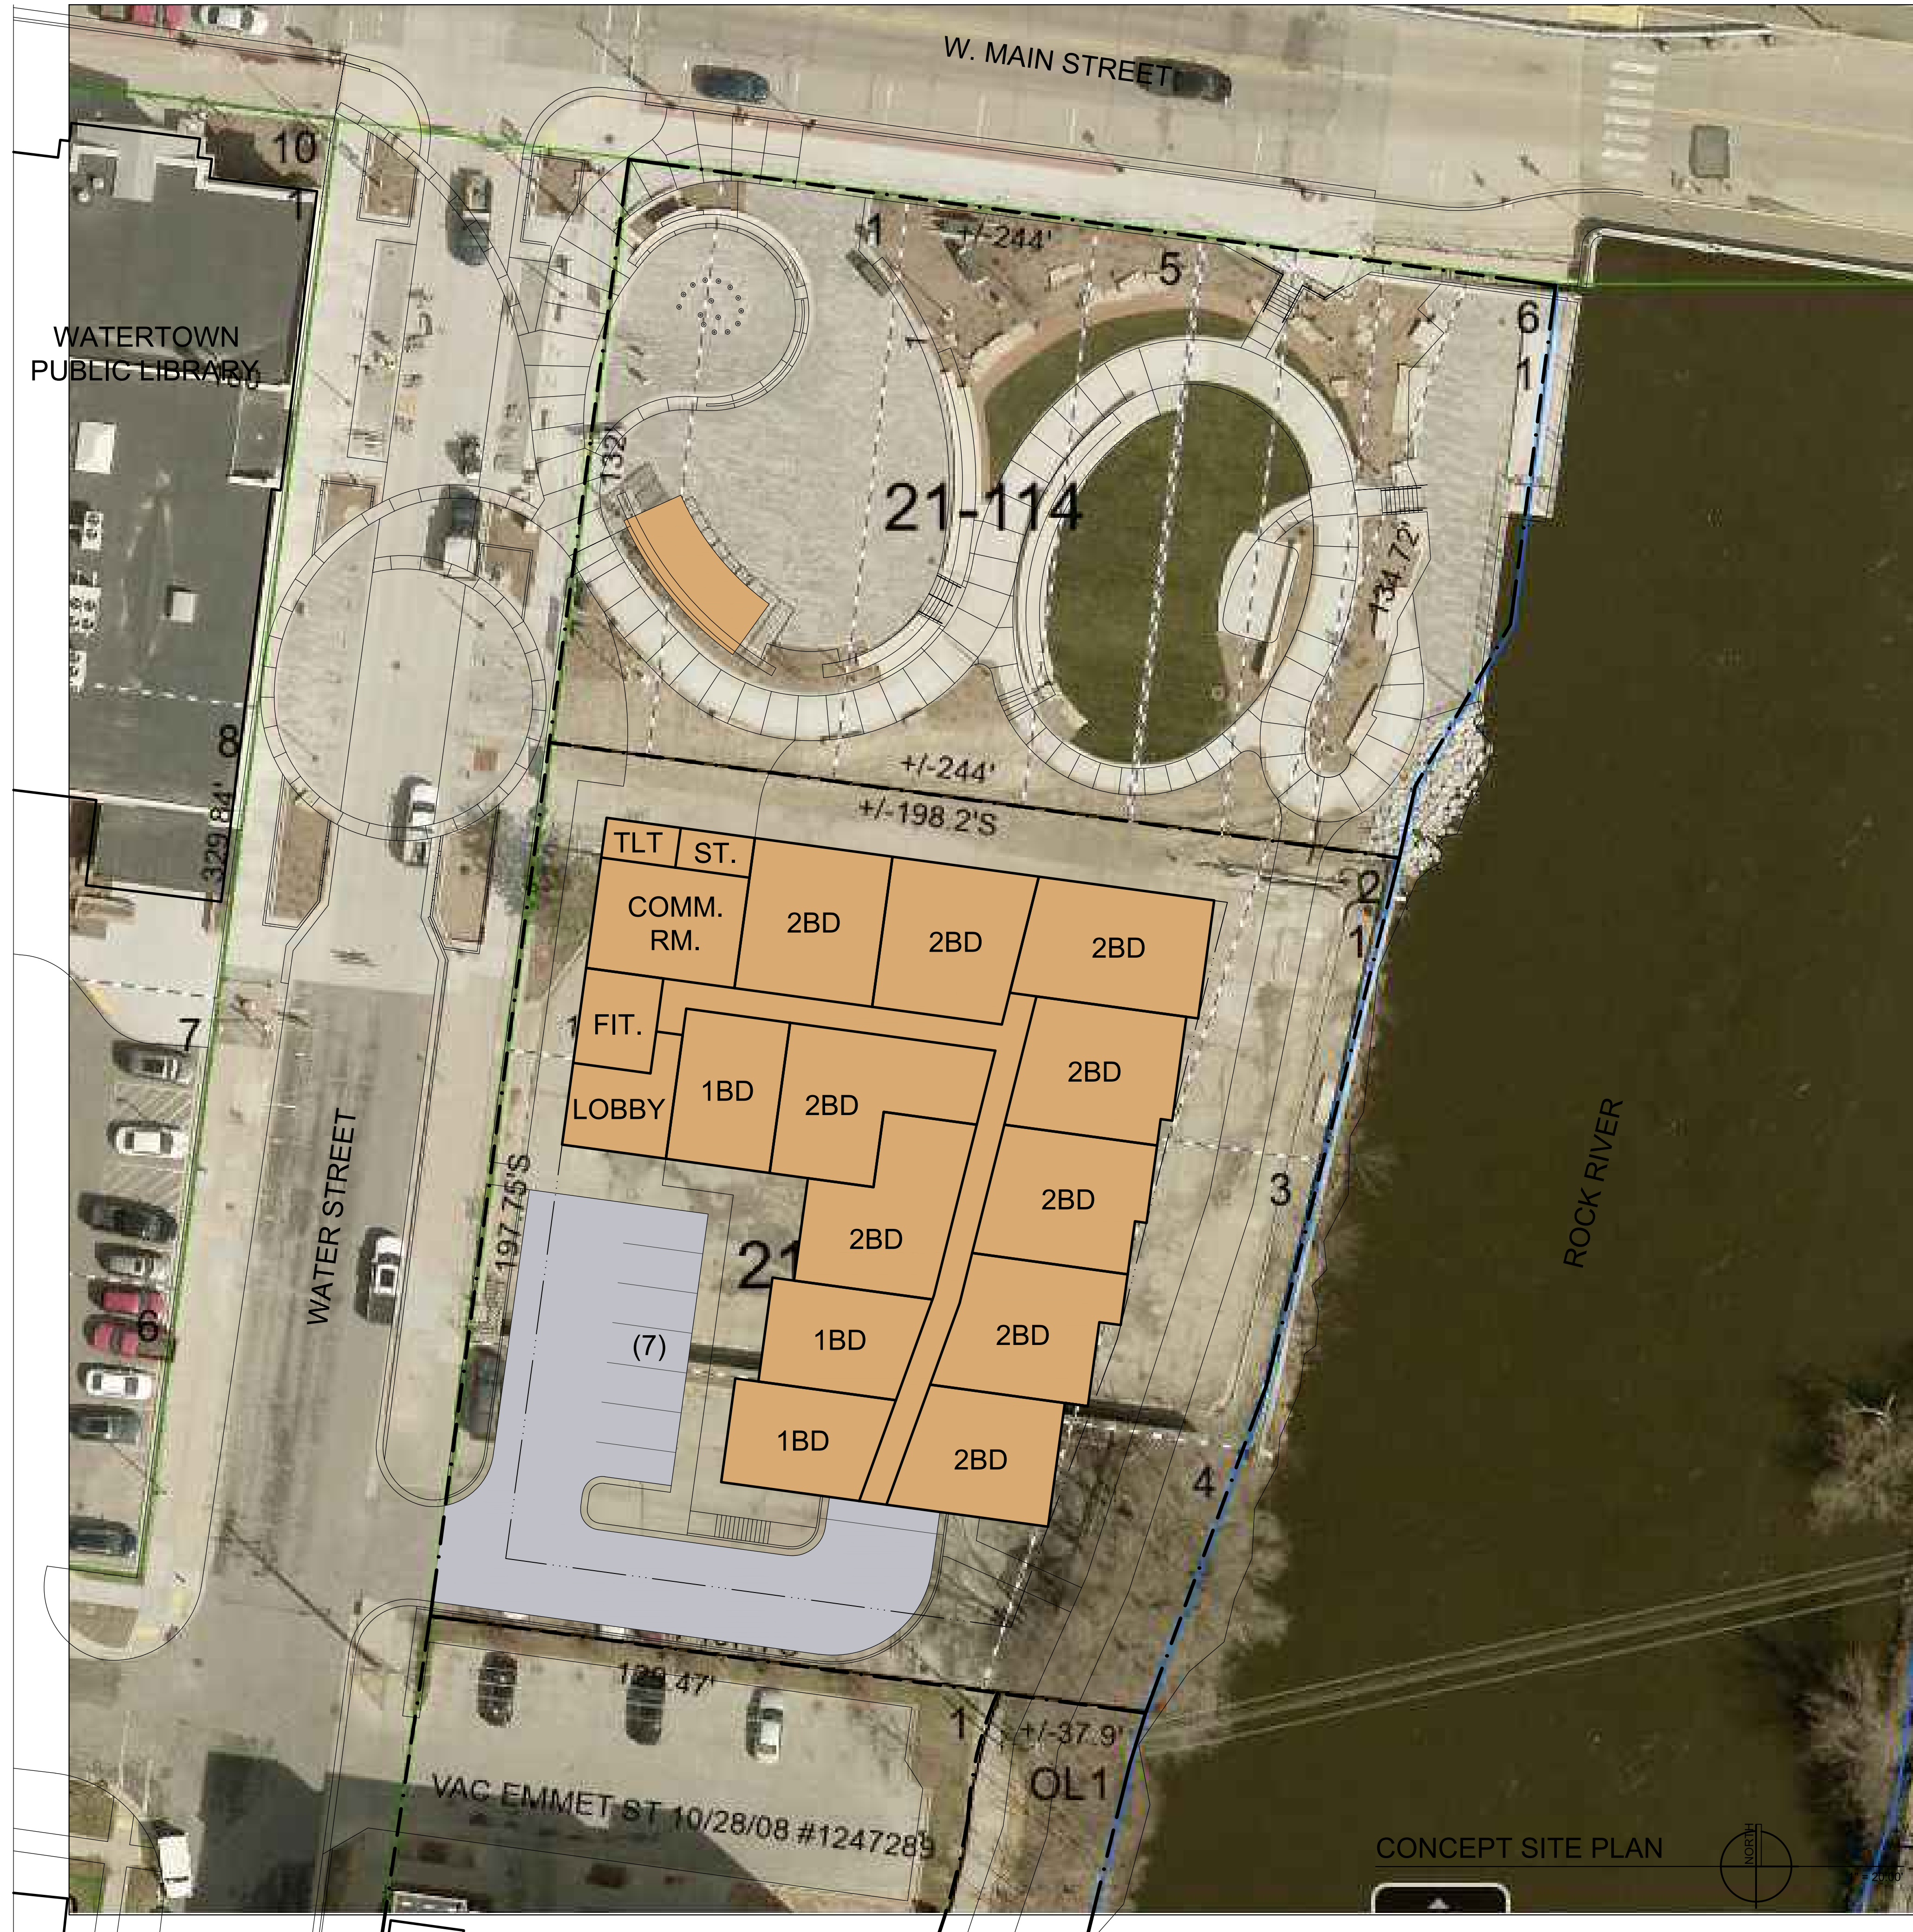 W. MAIN STREET
10
1
1
+/-244'
5
6
1
WATERTOWN
PUBLIC LIBRARY
1
132'
21-114
134.72'
8
329.84'
+/-244'
+/-198.2'S
TLT
ST.
2
COMM.
RM.
2BD
2BD
2BD
1
7
FIT.
1
2BD
1BD
2BD
LOBBY
WATER STREET
197.75'S
2BD
3
ROCK RIVER
2BD
21
6
(7)
1BD
2BD
1BD
2BD
4
1
+/-37.9'
OL1
VAC EMMET ST 10/28/08 #1247289
CONCEPT SITE PLAN
NORTH